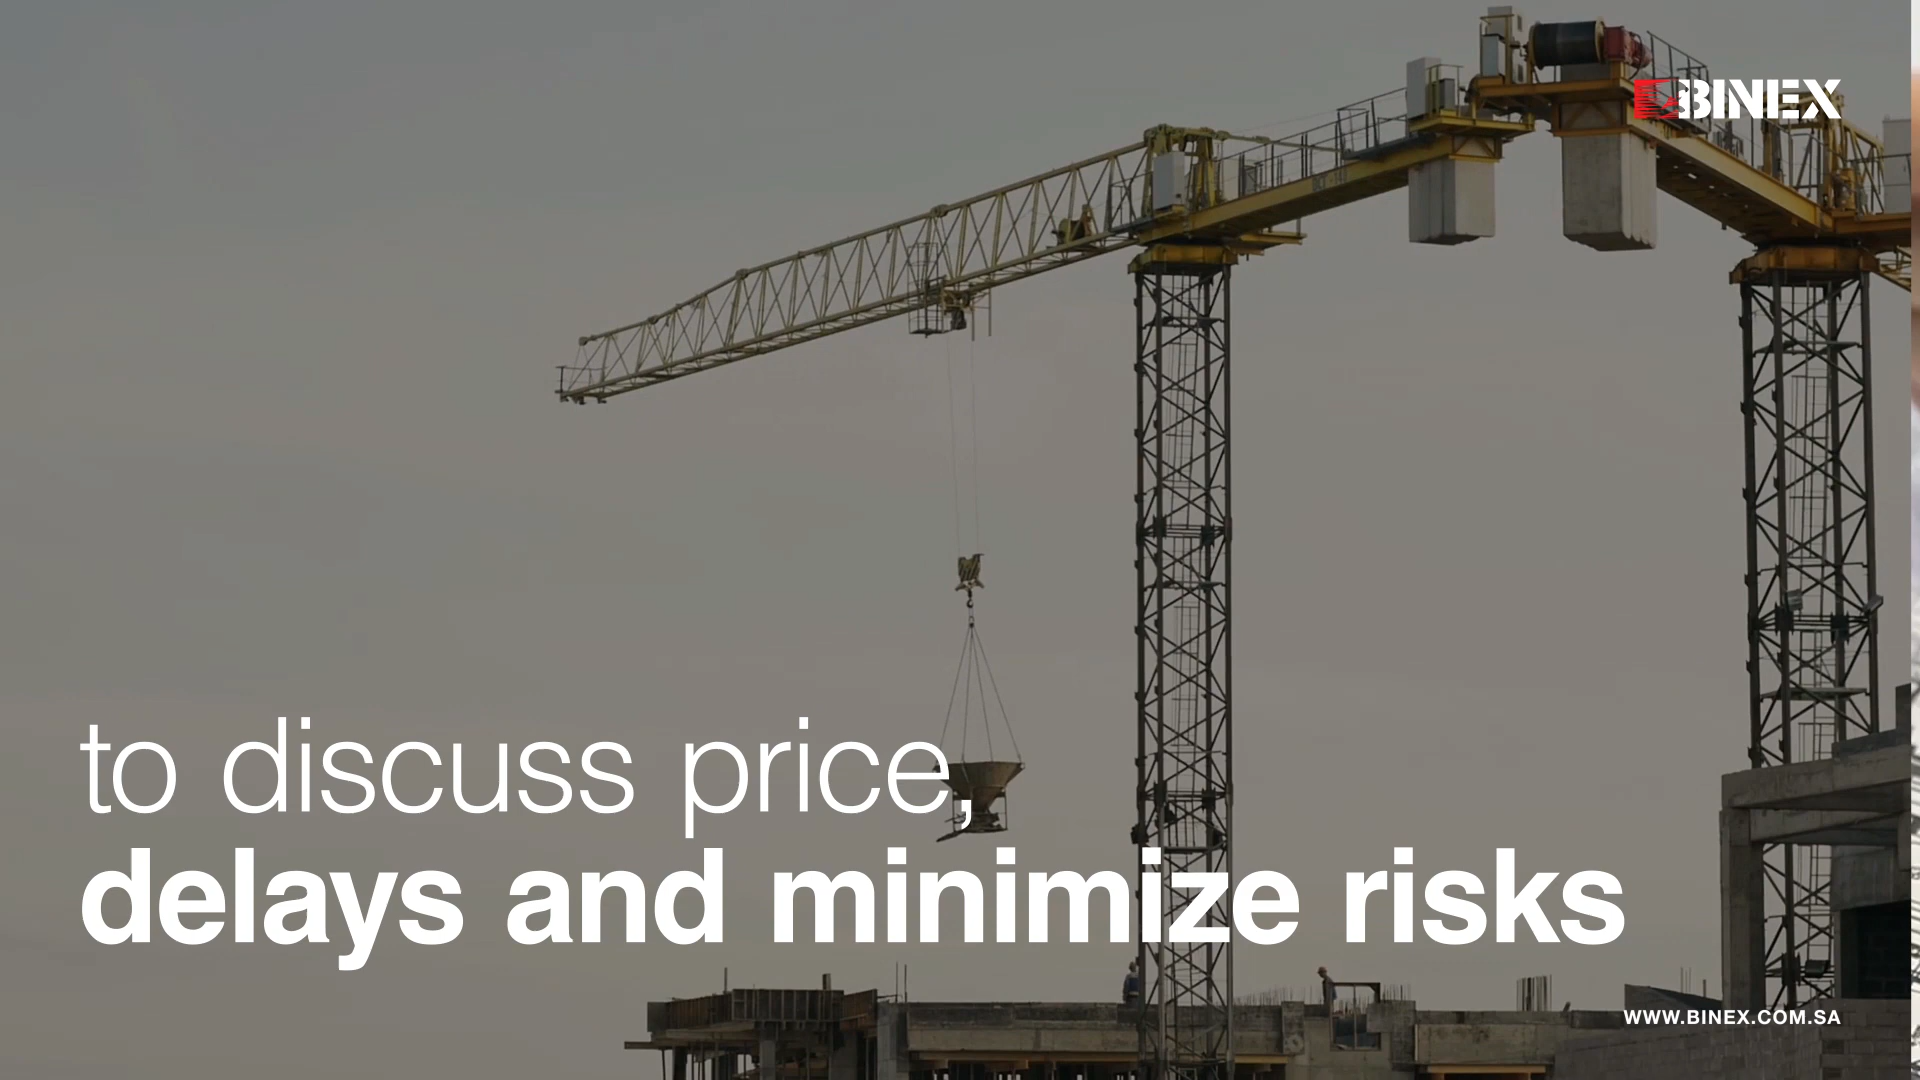 BINEX
to discuss price,
delays and minimize risks
WWW.BINEX.COM.SA